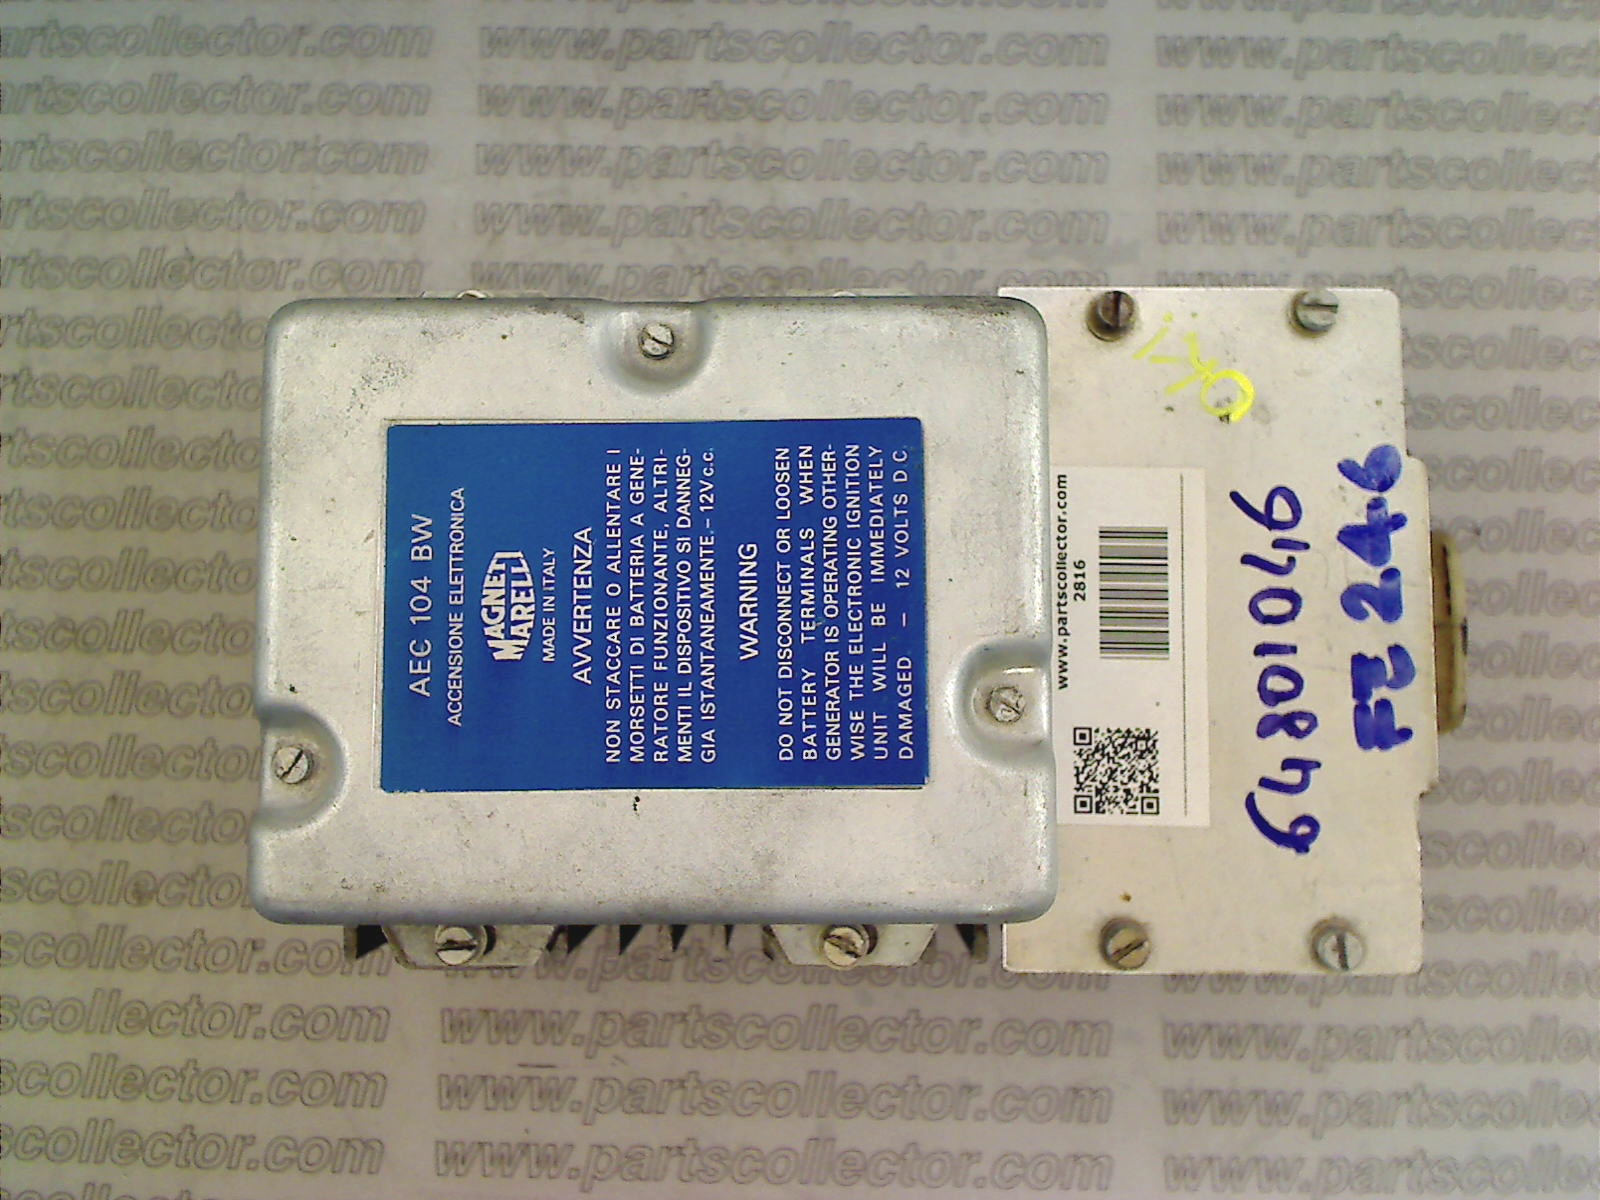 AEC 104 BW
ACCENSIONE ELETTRONICA
MAGNETI
MARELLI
MADE IN ITALY
AVVERTENZA
NON STACCARE O ALLENTARE I
MORSETTI DI BATTERIA A GENE-
RATORE FUNZIONANTE, ALTRI-
MENTI IL DISPOSITIVO SI DANNEG-
GIA ISTANTANEAMENTE. – 12V c.c.
WARNING
DO NOT DISCONNECT OR LOOSEN
BATTERY TERMINALS WHEN
GENERATOR IS OPERATING OTHER-
WISE THE ELECTRONIC IGNITION
UNIT WILL BE IMMEDIATELY
DAMAGED – 12 VOLTS D.C.
www.partscollector.com
2816
64801046
FE 246
www.partscollector.com